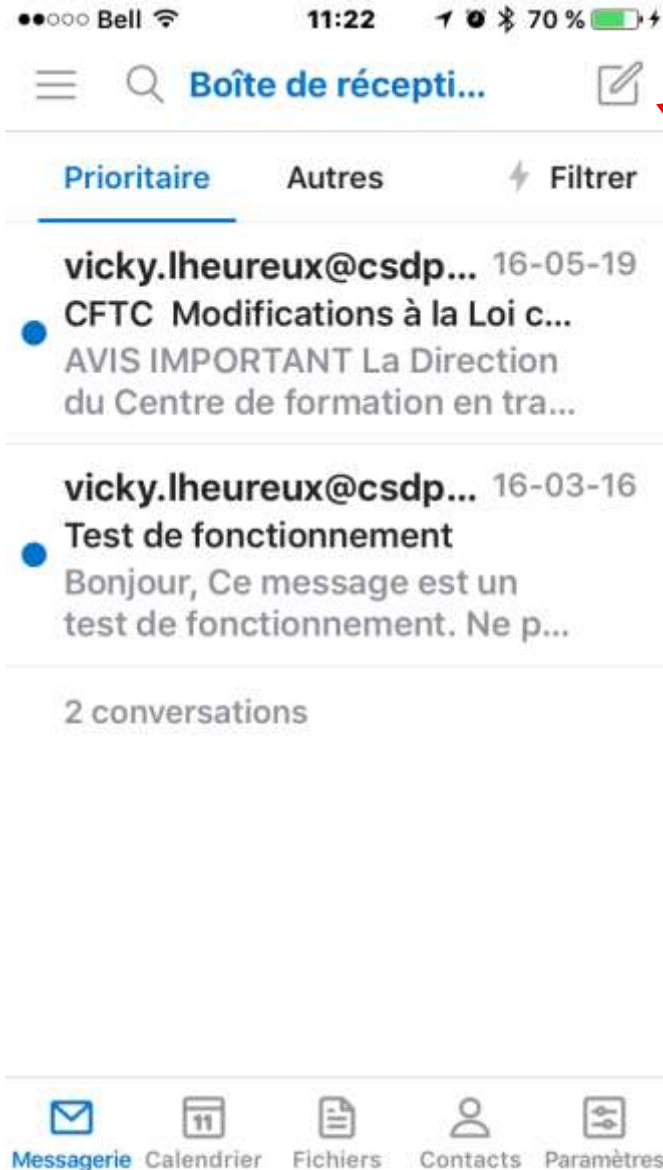 Bell 11:22 70 %
Boîte de récepti...
Prioritaire Autres Filtrer
vicky.lheureux@csdp... 16-05-19
CFTC Modifications à la Loi c...
AVIS IMPORTANT La Direction
du Centre de formation en tra...
vicky.lheureux@csdp... 16-03-16
Test de fonctionnement
Bonjour, Ce message est un
test de fonctionnement. Ne p...
2 conversations
11
Messagerie Calendrier Fichiers Contacts Paramètres